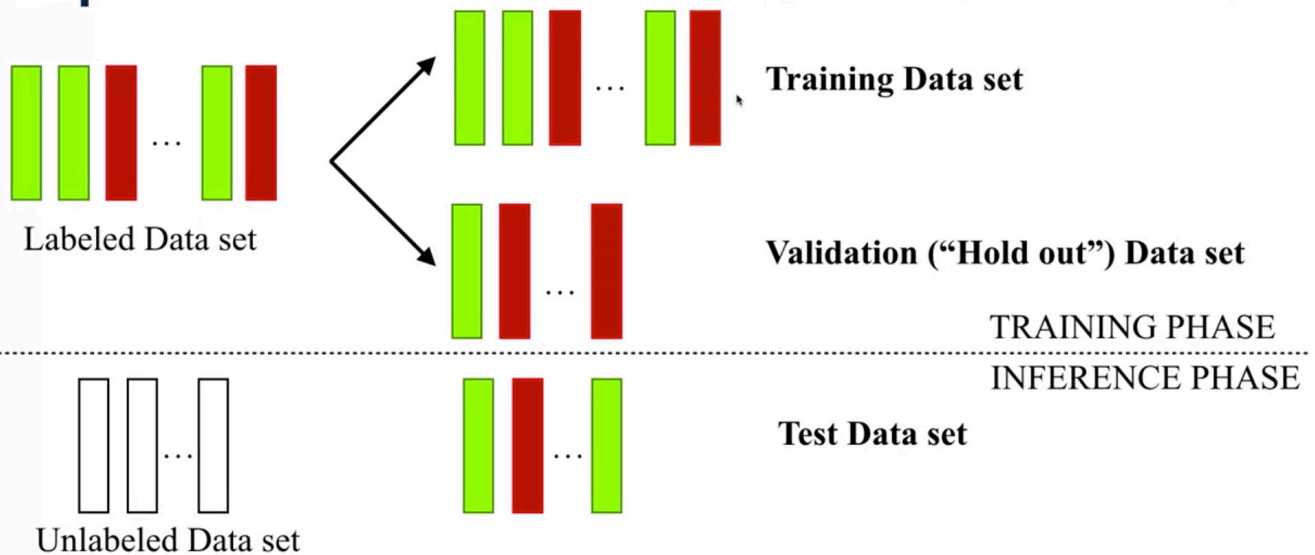 ...
Training Data set
...
Labeled Data set
Validation (“Hold out”) Data set
...
TRAINING PHASE
INFERENCE PHASE
Test Data set
...
...
Unlabeled Data set